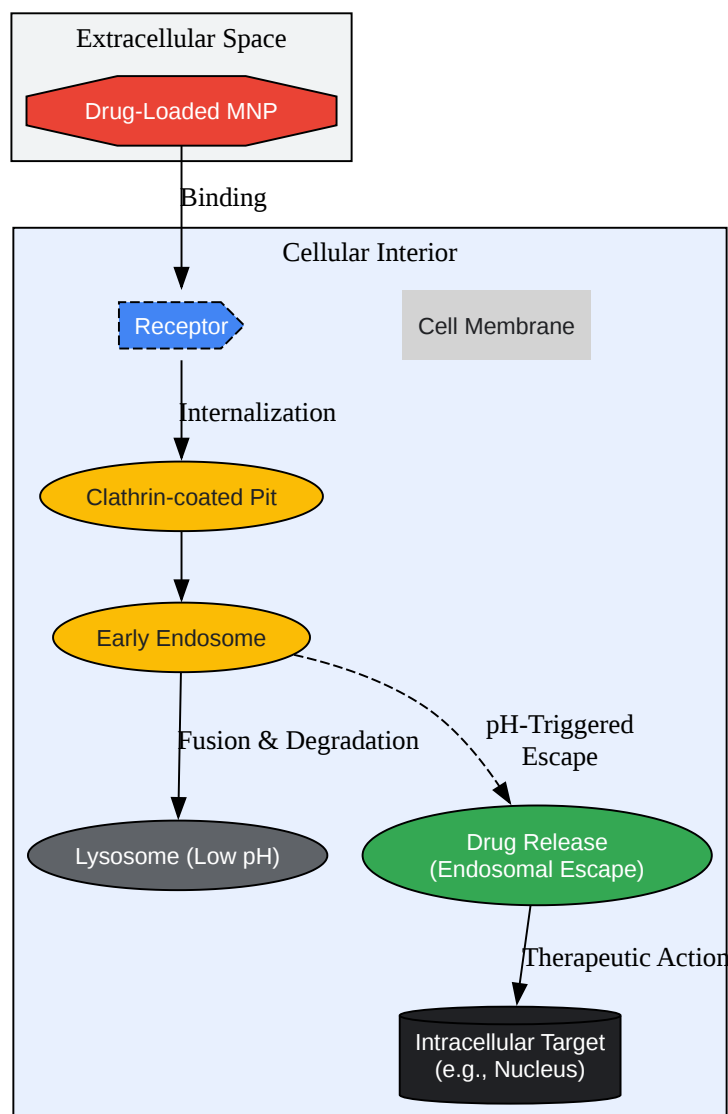 Extracellular Space
Drug-Loaded MNP
Binding
Cellular Interior
Receptor
Cell Membrane
Internalization
Clathrin-coated Pit
Early Endosome
pH-Triggered
Escape
Fusion & Degradation
Lysosome (Low pH)
Drug Release
(Endosomal Escape)
Therapeutic Action
Intracellular Target
(e.g., Nucleus)